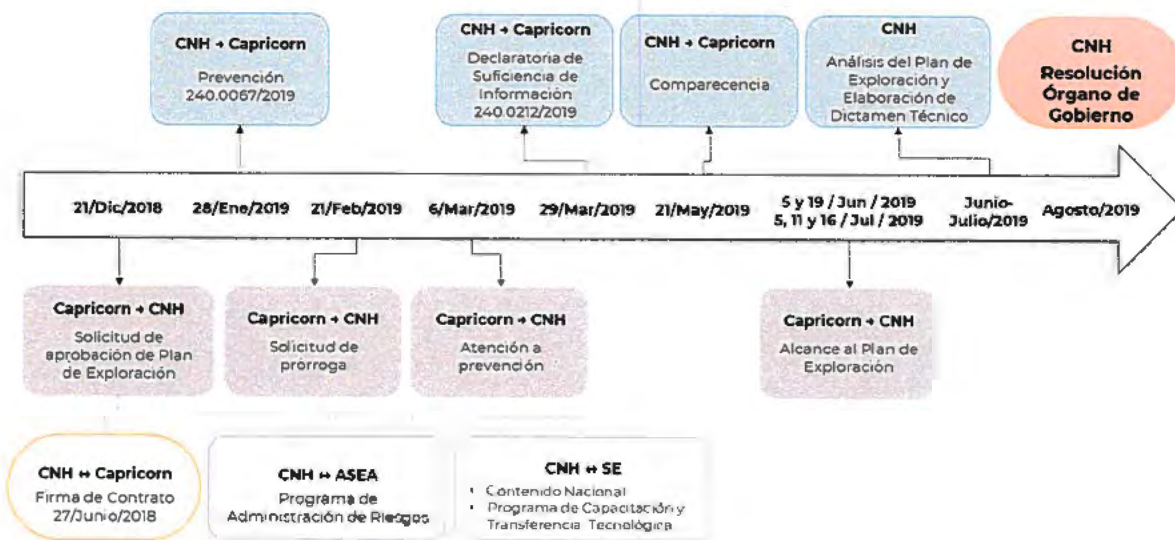 CNH → Capricorn
Prevención
240.0067/2019
CNH → Capricorn
Declaratoria de
Suficiencia de
Información
240.0212/2019
CNH → Capricorn
Comparecencia
CNH
Análisis del Plan de
Exploración y
Elaboración de
Dictamen Técnico
CNH
Resolución
Órgano de
Gobierno
21/Dic/2018
28/Ene/2019
21/Feb/2019
6/Mar/2019
29/Mar/2019
21/May/2019
5 y 19 / Jun / 2019
5, 11 y 16 / Jul / 2019
Junio-
Julio/2019
Agosto/2019
Capricorn → CNH
Solicitud de
aprobación de Plan
de Exploración
Capricorn → CNH
Solicitud de
prórroga
Capricorn → CNH
Atención a
prevención
Capricorn → CNH
Alcance al Plan de
Exploración
CNH ↔ Capricorn
Firma de Contrato
27/Junio/2018
CNH ↔ ASEA
Programa de
Administración de Riesgos
CNH ↔ SE
• Contenido Nacional
• Programa de Capacitación y
Transferencia Tecnológica